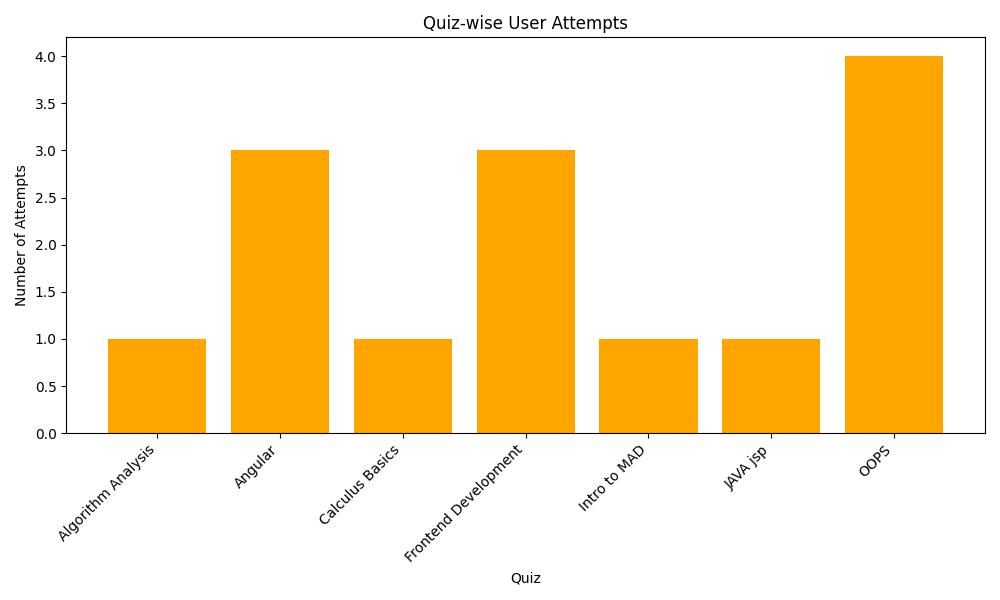 Quiz-wise User Attempts
Number of Attempts
4.0
3.5
3.0
2.5
2.0
1.5
1.0
0.5
0.0
Algorithm Analysis
Angular
Calculus Basics
Frontend Development
Intro to MAD
JAVA jsp
OOPS
Quiz